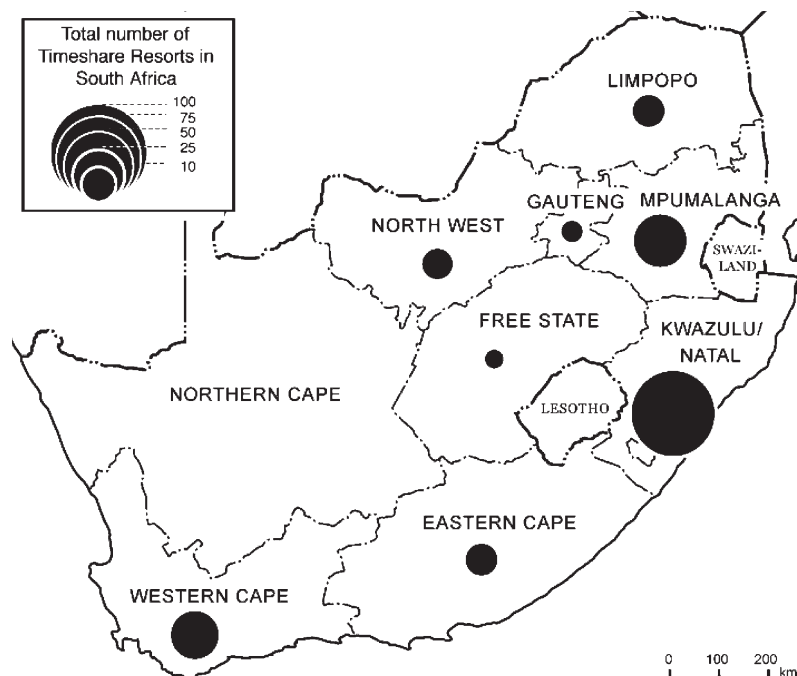 Total number of
Timeshare Resorts in
South Africa
100
75
50
25
10
LIMPOPO
GAUTENG
MPUMALANGA
NORTH WEST
SWAZI-
LAND
FREE STATE
KWAZULU/
NATAL
NORTHERN CAPE
LESOTHO
EASTERN CAPE
WESTERN CAPE
0 100 200
km